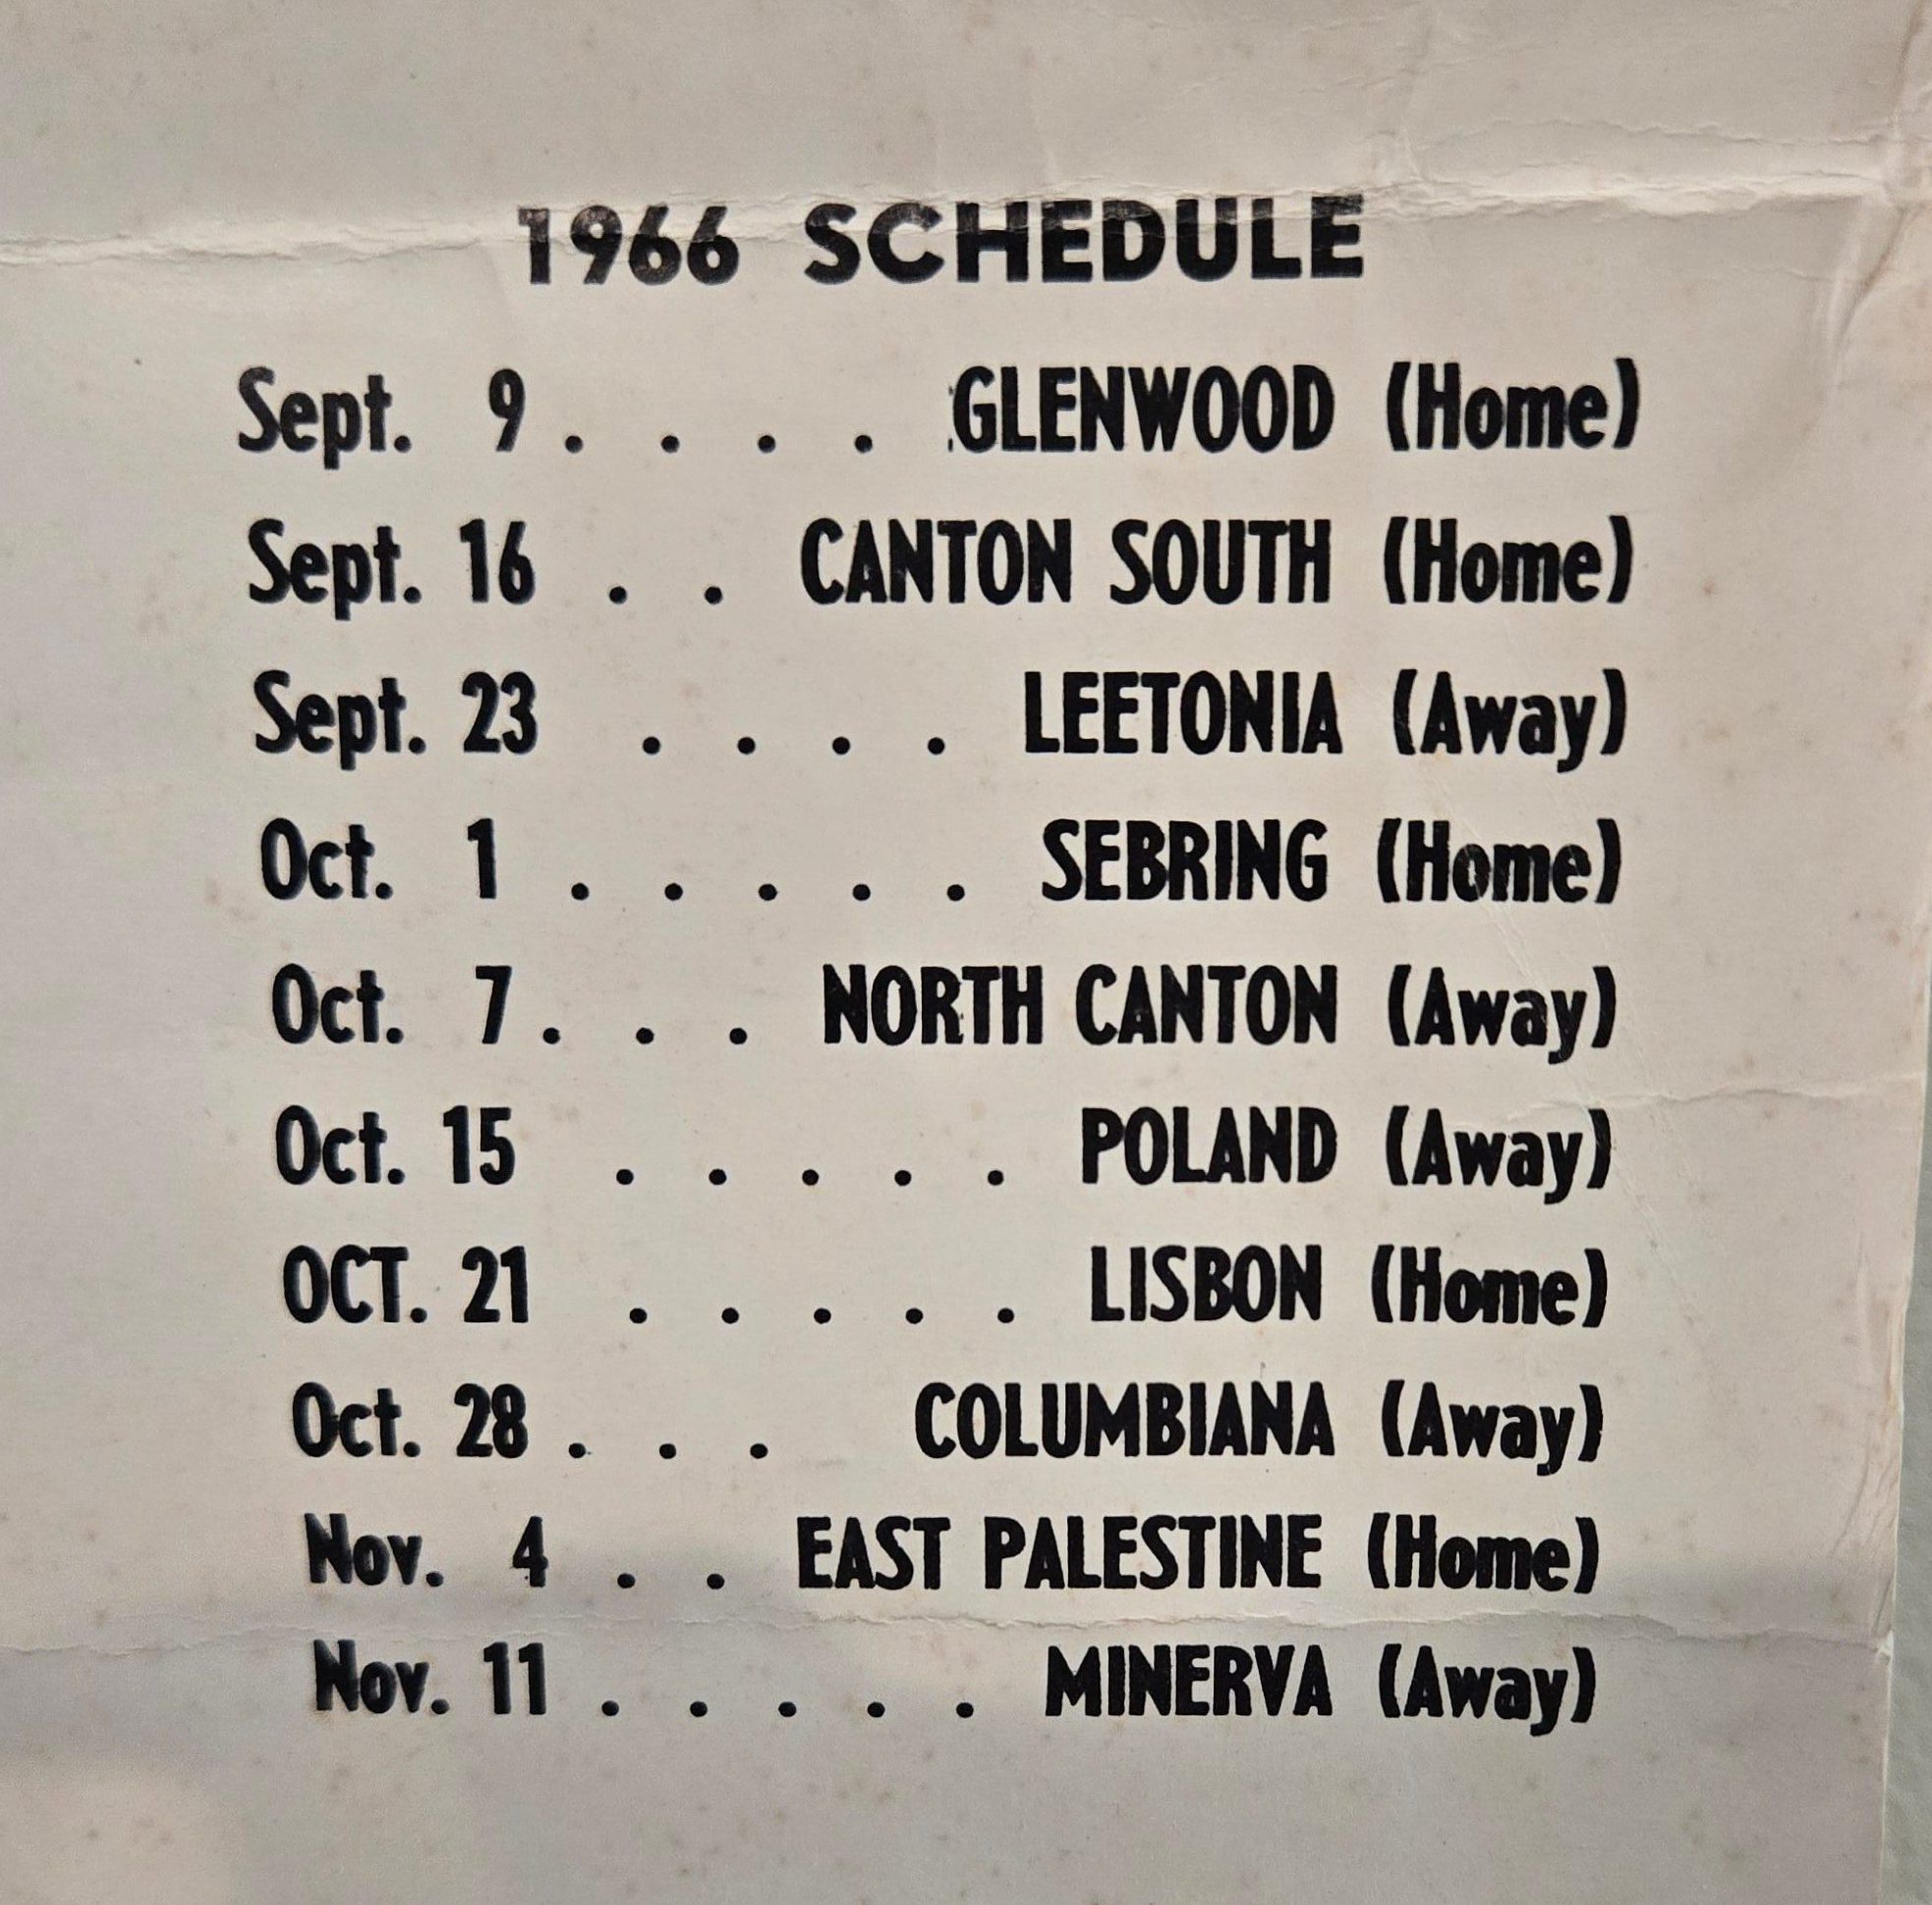 1966 SCHEDULE
Sept. 9 . . . . .GLENWOOD (Home)
Sept. 16 . . CANTON SOUTH (Home)
Sept. 23 . . . . LEETONIA (Away)
Oct. 1 . . . . . SEBRING (Home)
Oct. 7 . . . NORTH CANTON (Away)
Oct. 15 . . . . . POLAND (Away)
OCT. 21 . . . . . LISBON (Home)
Oct. 28 . . . COLUMBIANA (Away)
Nov. 4 . . EAST PALESTINE (Home)
Nov. 11 . . . . . MINERVA (Away)